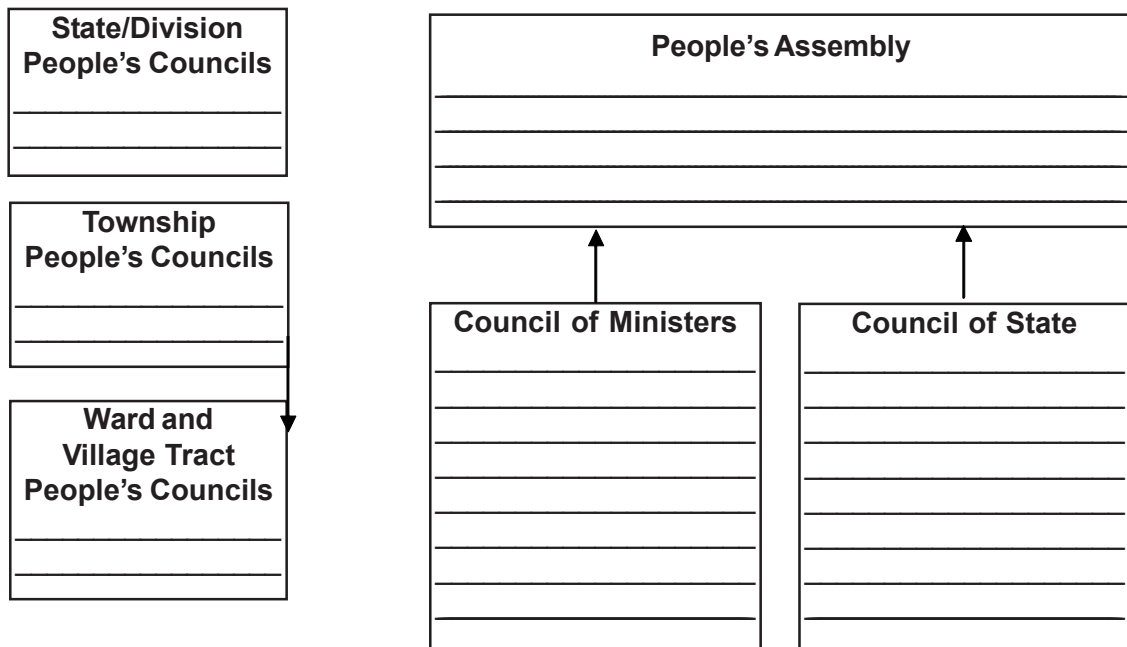 State/Division
People's Councils
Township
People's Councils
Ward and
Village Tract
People's Councils
People's Assembly
Council of Ministers
Council of State